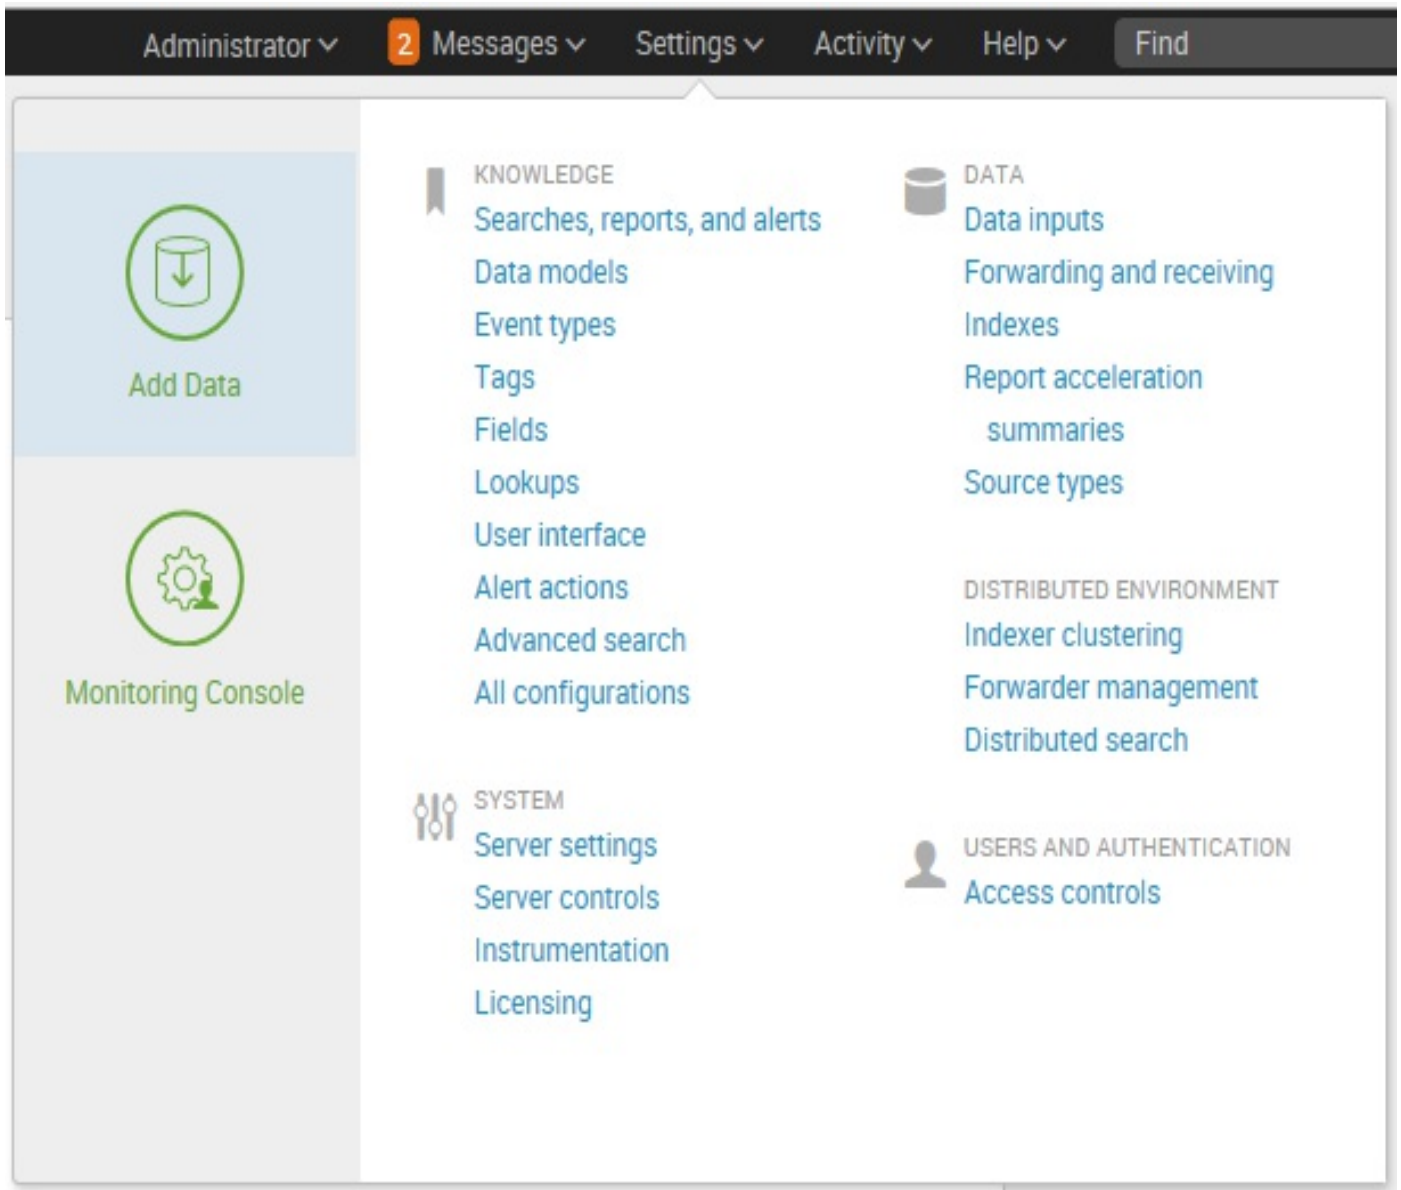 Administrator 2 Messages Settings Activity Help Find
Add Data
Monitoring Console
KNOWLEDGE
Searches, reports, and alerts
Data models
Event types
Tags
Fields
Lookups
User interface
Alert actions
Advanced search
All configurations
SYSTEM
Server settings
Server controls
Instrumentation
Licensing
DATA
Data inputs
Forwarding and receiving
Indexes
Report acceleration
summaries
Source types
DISTRIBUTED ENVIRONMENT
Indexer clustering
Forwarder management
Distributed search
USERS AND AUTHENTICATION
Access controls